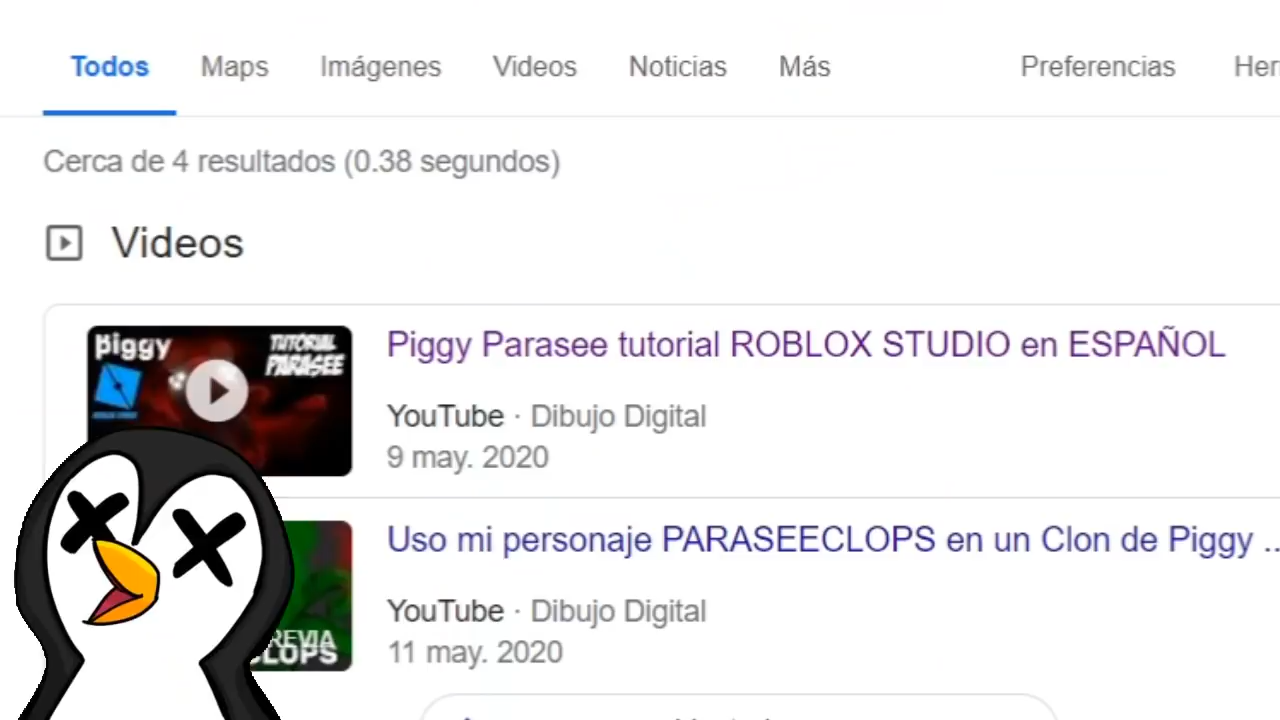 Todos Maps Imágenes Videos Noticias Más Preferencias
Cerca de 4 resultados (0.38 segundos)
Videos
Piggy
TUTORIAL
PARASEE
Piggy Parasee tutorial ROBLOX STUDIO en ESPAÑOL
YouTube · Dibujo Digital
9 may. 2020
Uso mi personaje PARASEECLOPS en un Clon de Piggy ...
YouTube · Dibujo Digital
11 may. 2020